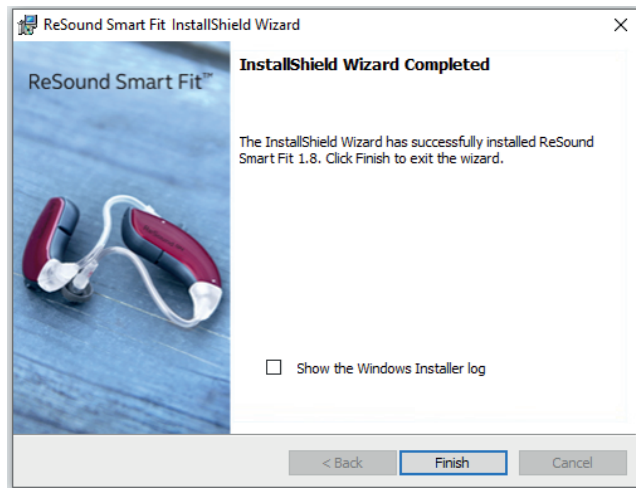 ReSound Smart Fit InstallShield Wizard
ReSound Smart Fit™
InstallShield Wizard Completed
The InstallShield Wizard has successfully installed ReSound
Smart Fit 1.8. Click Finish to exit the wizard.
Show the Windows Installer log
< Back
Finish
Cancel